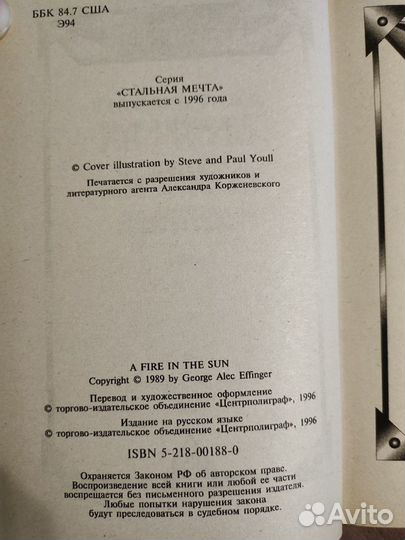 ББК 84.7 США
Э94
Серия
«СТАЛЬНАЯ МЕЧТА»
выпускается с 1996 года
© Cover illustration by Steve and Paul Youll
Печатается с разрешения художников и
литературного агента Александра Корженевского
A FIRE IN THE SUN
Copyright © 1989 by George Alec Effinger
Перевод и художественное оформление
© торгово-издательское объединение «Центрполиграф», 1996
Издание на русском языке
© торгово-издательское объединение «Центрполиграф», 1996
ISBN 5-218-00188-0
Охраняется Законом РФ об авторском праве.
Воспроизведение всей книги или любой ее части
воспрещается без письменного разрешения издателя.
Любые попытки нарушения закона
будут преследоваться в судебном порядке.
Avito